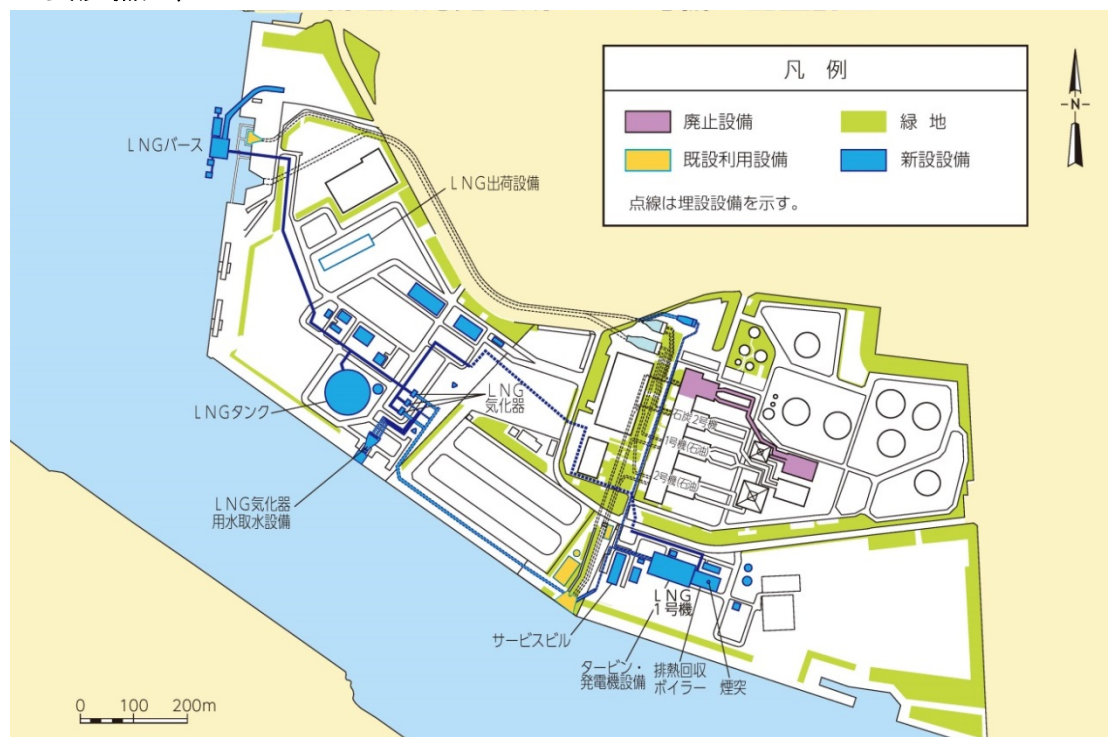 凡 例
廃止設備
緑 地
既設利用設備
新設設備
点線は埋設設備を示す。
N
LNGバース
LNG出荷設備
LNGタンク
LNG
気化器
LNG気化器
用水取水設備
石炭2号機
1号機(石油)
2号機(石油
LNG
1号機
サービスビル
タービン・
発電機設備
排熱回収
ボイラー
煙突
0 100 200m